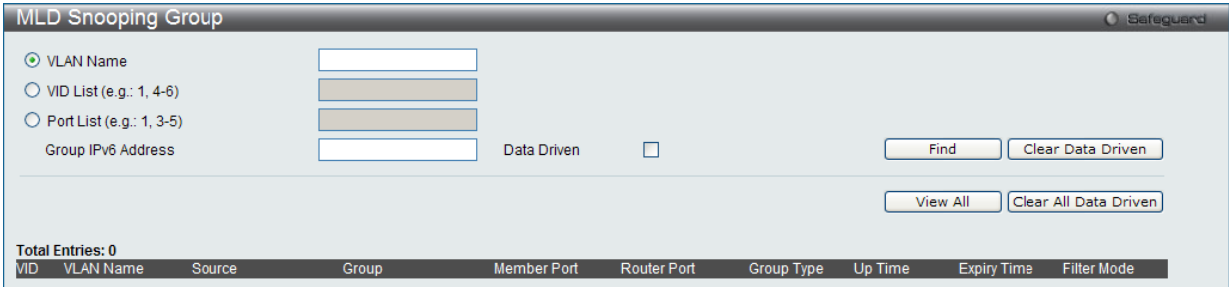 MLD Snooping Group Safeguard
VLAN Name
VID List (e.g.: 1, 4-6)
Port List (e.g.: 1, 3-5)
Group IPv6 Address Data Driven Find Clear Data Driven
View All Clear All Data Driven
Total Entries: 0
VID VLAN Name Source Group Member Port Router Port Group Type Up Time Expiry Time Filter Mode